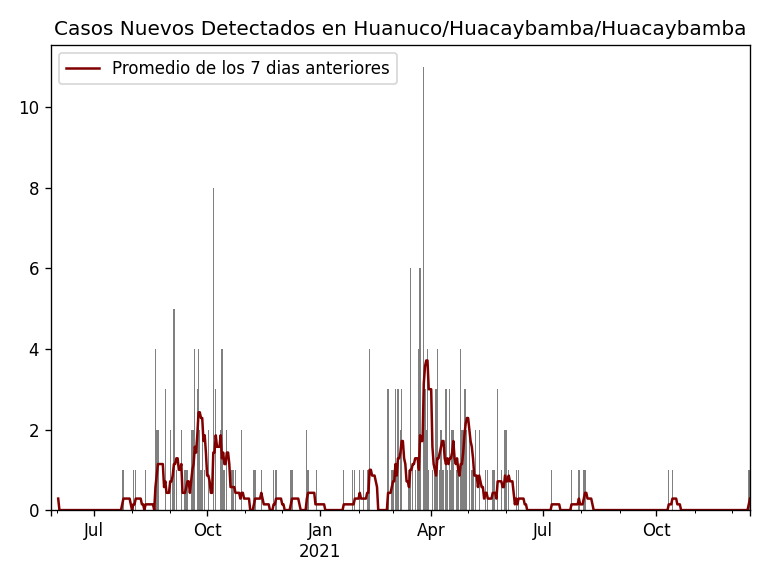 Casos Nuevos Detectados en Huanuco/Huacaybamba/Huacaybamba
Promedio de los 7 dias anteriores
10
8
6
4
2
0
Jul
Oct
Jan
2021
Apr
Jul
Oct